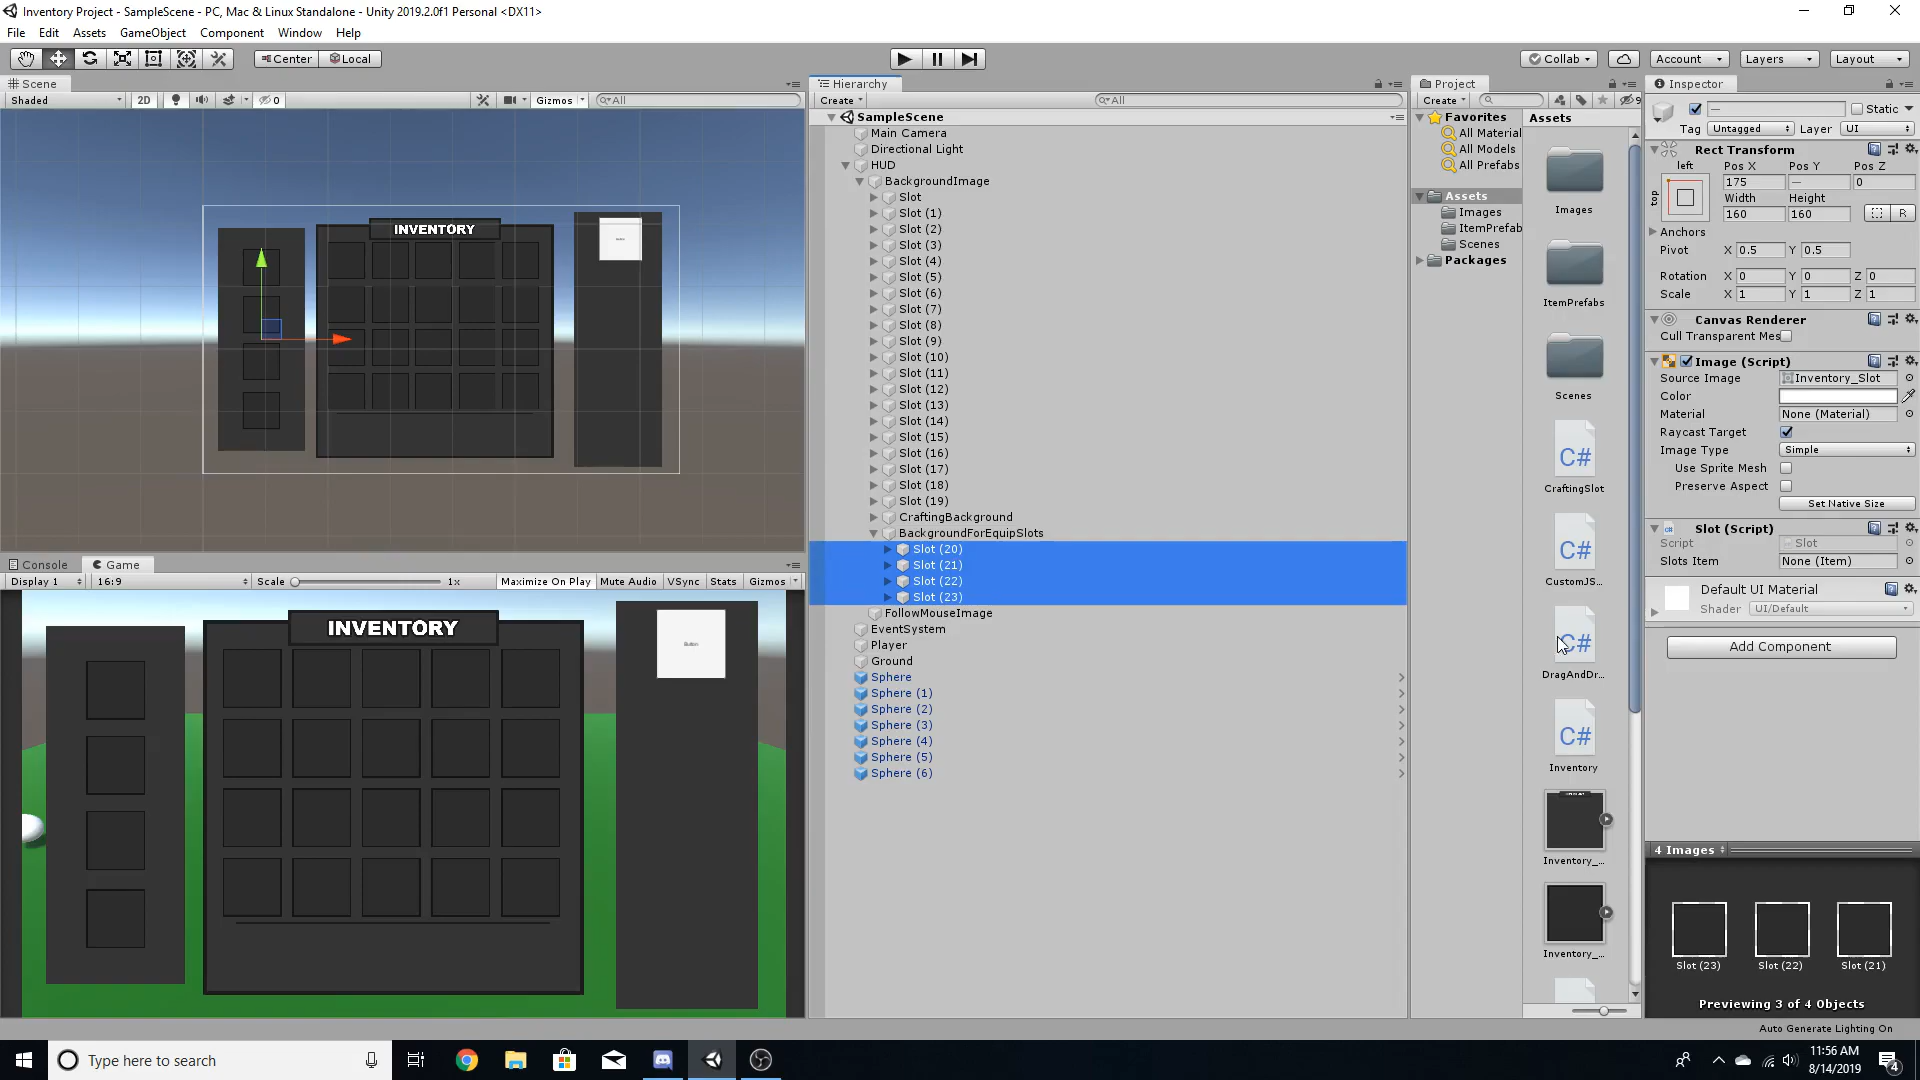 Inventory Project - SampleScene - PC, Mac & Linux Standalone - Unity 2019.2.0f1 Personal <DX11>
File Edit Assets GameObject Component Window Help
Center Local
Collab Account Layers Layout
Scene
Shaded 2D 0 Gizmos All
INVENTORY
Button
Console Game
Display 1 16:9 Scale 1x Maximize On Play Mute Audio VSync Stats Gizmos
INVENTORY
Button
Hierarchy
Create All
SampleScene
Main Camera
Directional Light
HUD
BackgroundImage
Slot
Slot (1)
Slot (2)
Slot (3)
Slot (4)
Slot (5)
Slot (6)
Slot (7)
Slot (8)
Slot (9)
Slot (10)
Slot (11)
Slot (12)
Slot (13)
Slot (14)
Slot (15)
Slot (16)
Slot (17)
Slot (18)
Slot (19)
CraftingBackground
BackgroundForEquipSlots
Slot (20)
Slot (21)
Slot (22)
Slot (23)
FollowMouseImage
EventSystem
Player
Ground
Sphere
Sphere (1)
Sphere (2)
Sphere (3)
Sphere (4)
Sphere (5)
Sphere (6)
Project
Create 9
Favorites
All Material
All Models
All Prefabs
Assets
Images
ItemPrefab
Scenes
Packages
Assets
Images
ItemPrefabs
Scenes
C#
CraftingSlot
C#
CustomJS...
C#
DragAndDr...
C#
Inventory
Inventory_...
Inventory_...
Inspector
— Static
Tag Untagged Layer UI
Rect Transform
left Pos X Pos Y Pos Z
top 175 — 0
Width Height
160 160 R
Anchors
Pivot X 0.5 Y 0.5
Rotation X 0 Y 0 Z 0
Scale X 1 Y 1 Z 1
Canvas Renderer
Cull Transparent Mes
Image (Script)
Source Image Inventory_Slot
Color
Material None (Material)
Raycast Target
Image Type Simple
Use Sprite Mesh
Preserve Aspect
Set Native Size
Slot (Script)
Script Slot
Slots Item None (Item)
Default UI Material
Shader UI/Default
Add Component
4 Images
Slot (23) Slot (22) Slot (21)
Previewing 3 of 4 Objects
Auto Generate Lighting On
Type here to search
11:56 AM
8/14/2019
4